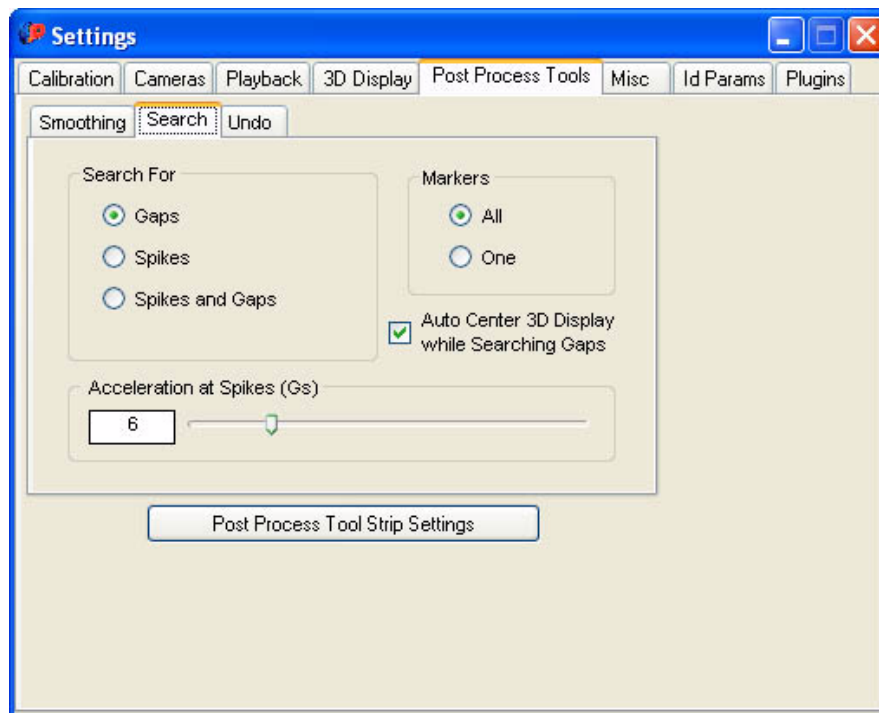 Settings
Calibration Cameras Playback 3D Display Post Process Tools Misc Id Params Plugins
Smoothing Search Undo
Search For
Gaps
Spikes
Spikes and Gaps
Markers
All
One
Auto Center 3D Display
while Searching Gaps
Acceleration at Spikes (Gs)
6
Post Process Tool Strip Settings